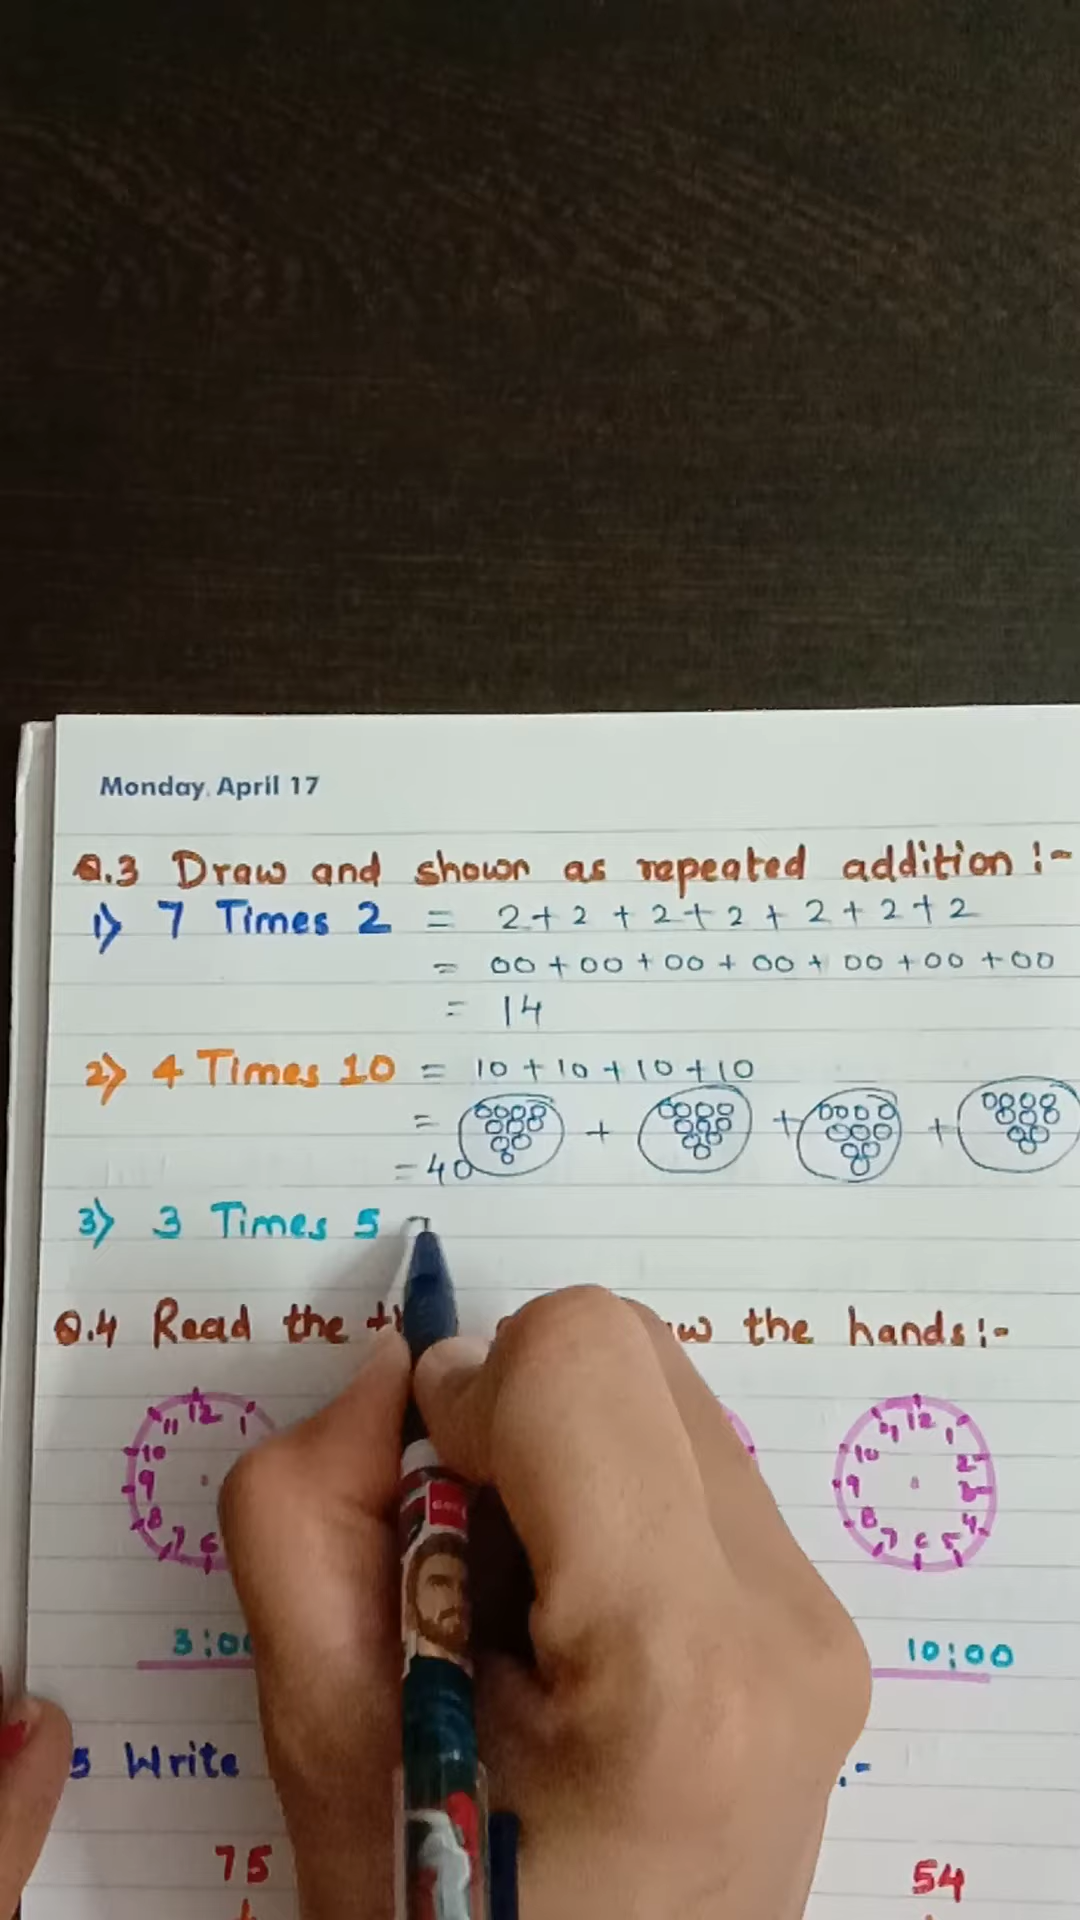 Monday, April 17
Q.3 Draw and shown as repeated addition :-
1) 7 Times 2 = 2+2+2+2+2+2+2
= 00+00+00+00+00+00+00
= 14
2) 4 Times 10 = 10+10+10+10
= + + +
= 40
3) 3 Times 5
Q.4 Read the the hands :-
12 1 6 7 8 9 10 11
12 1 2 3 4 5 6 7 8 9 10 11
3:00 10:00
5 Write :-
75 54